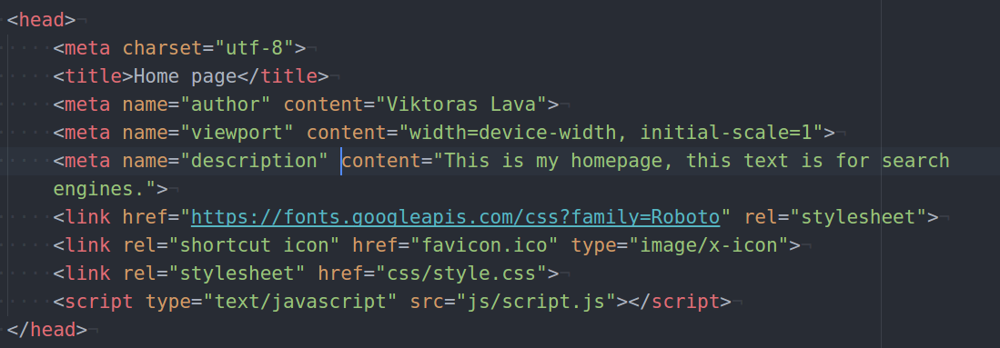 <head>
<meta charset="utf-8">
<title>Home page</title>
<meta name="author" content="Viktoras Lava">
<meta name="viewport" content="width=device-width, initial-scale=1">
<meta name="description" content="This is my homepage, this text is for search
engines.">
<link href="https://fonts.googleapis.com/css?family=Roboto" rel="stylesheet">
<link rel="shortcut icon" href="favicon.ico" type="image/x-icon">
<link rel="stylesheet" href="css/style.css">
<script type="text/javascript" src="js/script.js"></script>
</head>